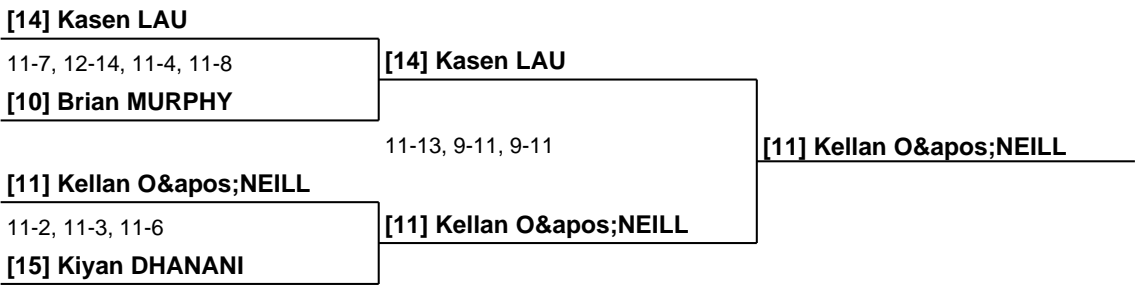 [14] Kasen LAU
11-7, 12-14, 11-4, 11-8
[10] Brian MURPHY
[14] Kasen LAU
11-13, 9-11, 9-11
[11] Kellan O&apos;NEILL
[11] Kellan O&apos;NEILL
11-2, 11-3, 11-6
[15] Kiyan DHANANI
[11] Kellan O&apos;NEILL